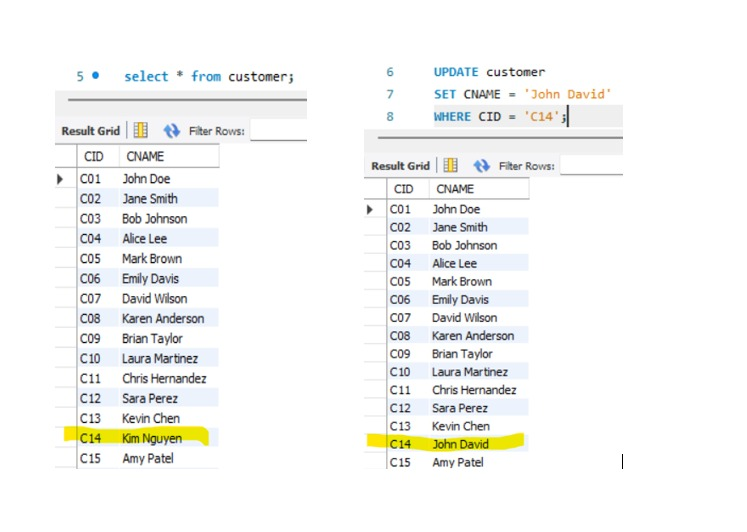 5 select * from customer;
Result Grid Filter Rows:
CID CNAME
C01 John Doe
C02 Jane Smith
C03 Bob Johnson
C04 Alice Lee
C05 Mark Brown
C06 Emily Davis
C07 David Wilson
C08 Karen Anderson
C09 Brian Taylor
C10 Laura Martinez
C11 Chris Hernandez
C12 Sara Perez
C13 Kevin Chen
C14 Kim Nguyen
C15 Amy Patel
6 UPDATE customer
7 SET CNAME = 'John David'
8 WHERE CID = 'C14';
Result Grid Filter Rows:
CID CNAME
C01 John Doe
C02 Jane Smith
C03 Bob Johnson
C04 Alice Lee
C05 Mark Brown
C06 Emily Davis
C07 David Wilson
C08 Karen Anderson
C09 Brian Taylor
C10 Laura Martinez
C11 Chris Hernandez
C12 Sara Perez
C13 Kevin Chen
C14 John David
C15 Amy Patel